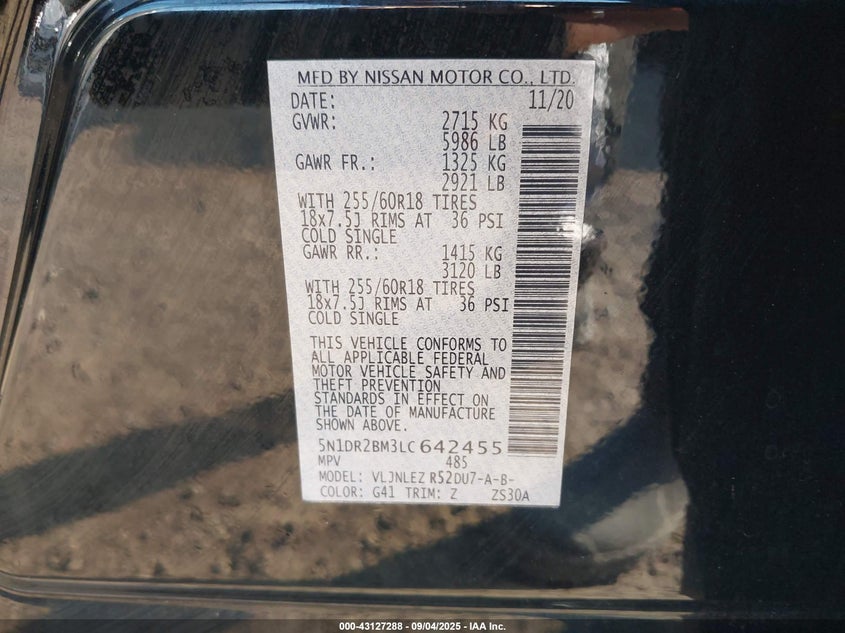 MFD BY NISSAN MOTOR CO., LTD.
DATE: 11/20
GVWR: 2715 KG
5986 LB
GAWR FR.: 1325 KG
2921 LB
WITH 255/60R18 TIRES
18x7.5J RIMS AT 36 PSI
COLD SINGLE
GAWR RR.: 1415 KG
3120 LB
WITH 255/60R18 TIRES
18x7.5J RIMS AT 36 PSI
COLD SINGLE
THIS VEHICLE CONFORMS TO
ALL APPLICABLE FEDERAL
MOTOR VEHICLE SAFETY AND
THEFT PREVENTION
STANDARDS IN EFFECT ON
THE DATE OF MANUFACTURE
SHOWN ABOVE.
5N1DR2BM3LC642455
MPV 485
MODEL: VLJNLEZ R52DU7-A-B-
COLOR: G41 TRIM: Z ZS30A
000-43127288 - 09/04/2025 - IAA Inc.